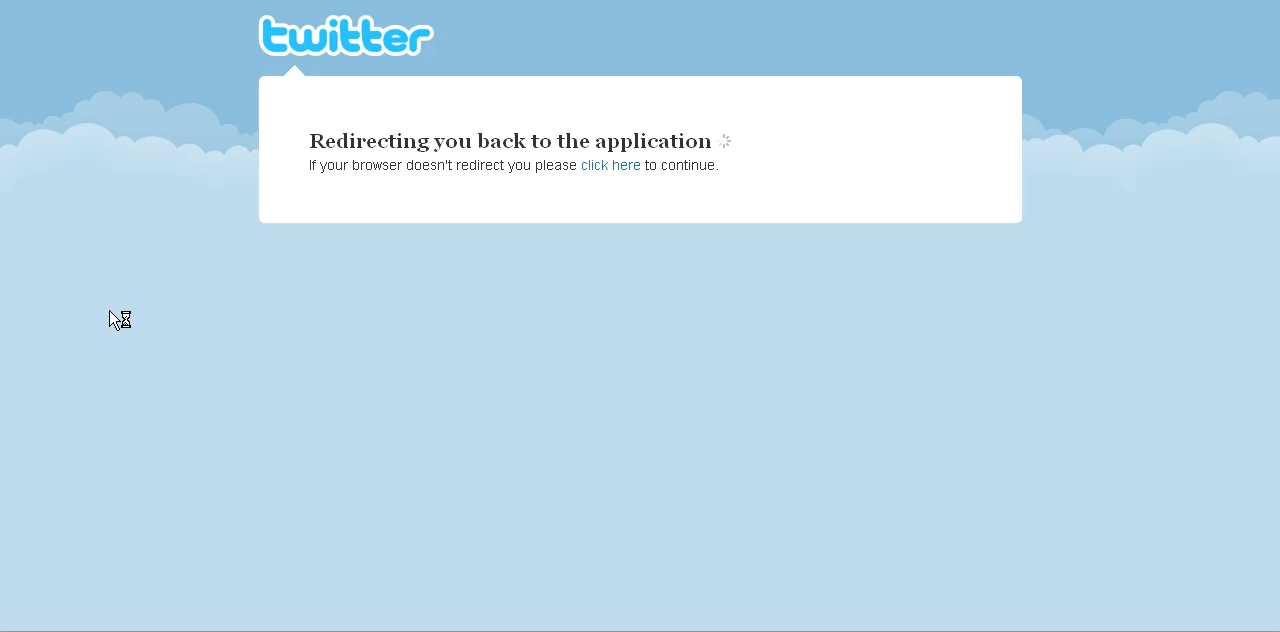 twitter
Redirecting you back to the application
If your browser doesn't redirect you please click here to continue.